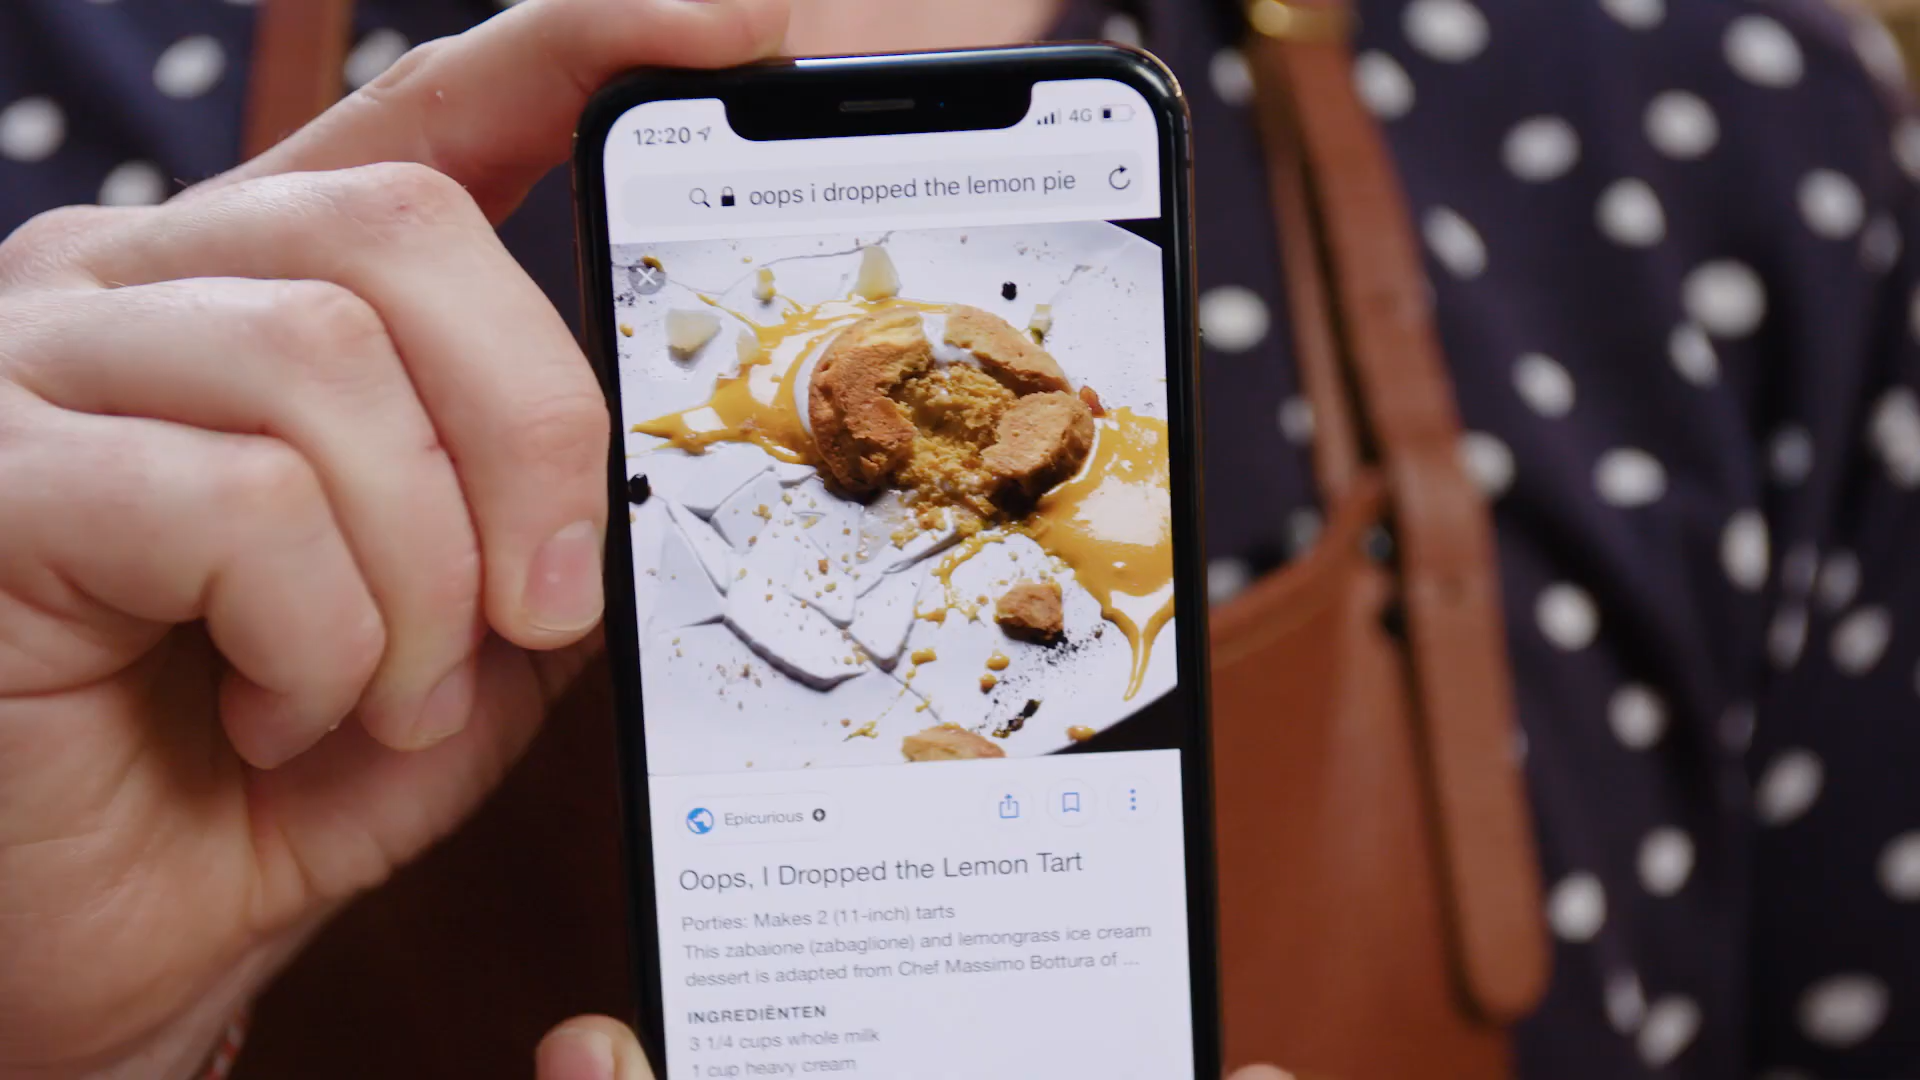 12:20
4G
oops i dropped the lemon pie
Epicurious
Oops, I Dropped the Lemon Tart
Porties: Makes 2 (11-inch) tarts
This zabaione (zabaglione) and lemongrass ice cream
dessert is adapted from Chef Massimo Bottura of ...
INGREDIËNTEN
3 1/4 cups whole milk
1 cup heavy cream